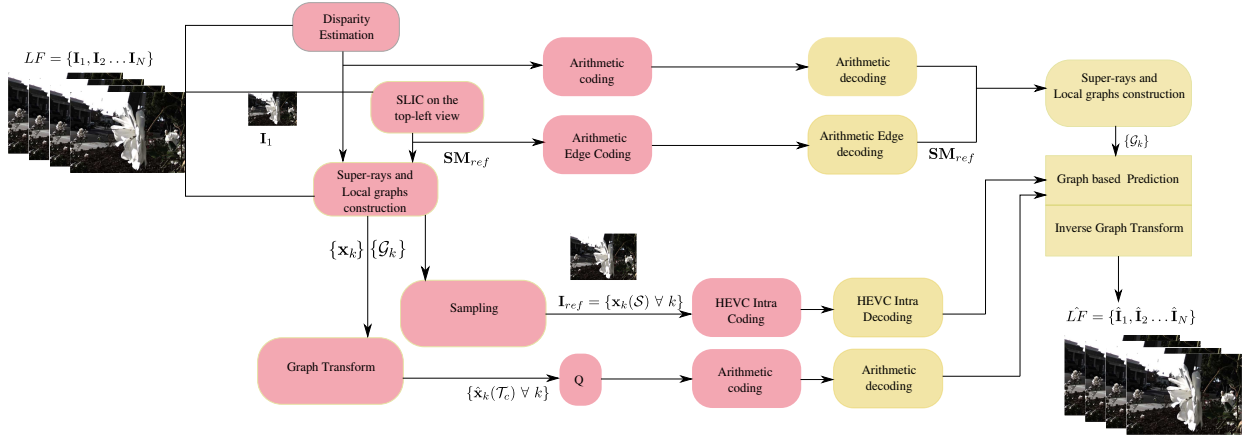 Disparity
Estimation
LF = {I₁, I₂ … I_N}
I₁
SLIC on the
top-left view
Arithmetic
coding
Arithmetic
decoding
Super-rays and
Local graphs construction
Arithmetic
Edge Coding
Arithmetic Edge
decoding
SM_ref
SM_ref
{𝒢_k}
Super-rays and
Local graphs
construction
Graph based Prediction
Inverse Graph Transform
{x_k} {𝒢_k}
Sampling
I_ref = {x_k(𝒮) ∀ k}
HEVC Intra
Coding
HEVC Intra
Decoding
L̂F = {Î₁, Î₂ … Î_N}
Graph Transform
{x̂_k(𝒯_c) ∀ k}
Q
Arithmetic
coding
Arithmetic
decoding